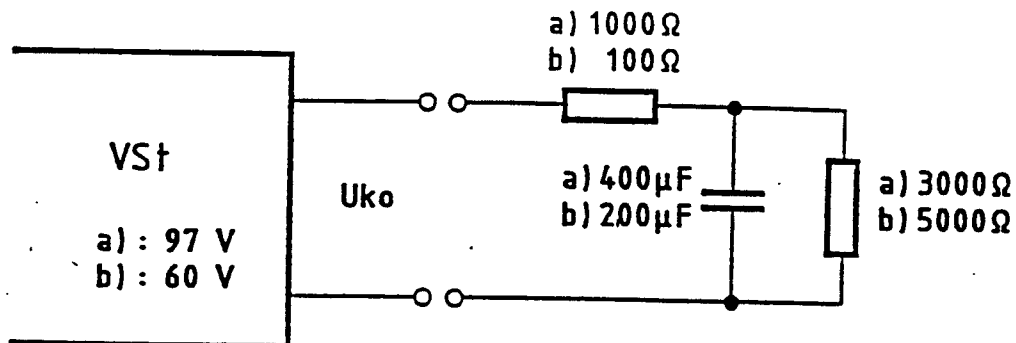 a) 1000Ω
b) 100Ω
VSt
a) : 97 V
b) : 60 V
Uko
a) 400µF
b) 200µF
a) 3000Ω
b) 5000Ω